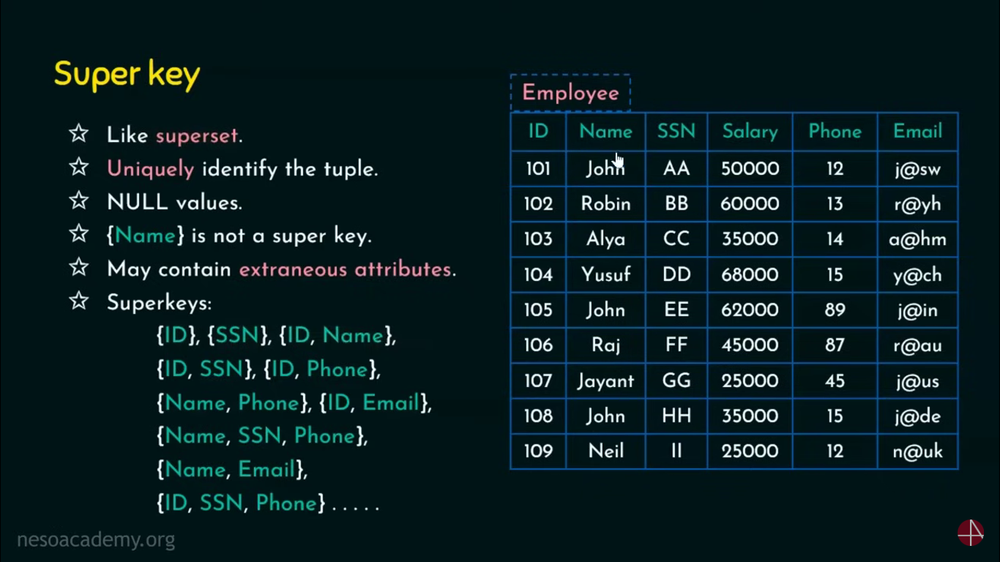 Super key
Like superset.
Uniquely identify the tuple.
NULL values.
{Name} is not a super key.
May contain extraneous attributes.
Superkeys:
{ID}, {SSN}, {ID, Name},
{ID, SSN}, {ID, Phone},
{Name, Phone}, {ID, Email},
{Name, SSN, Phone},
{Name, Email},
{ID, SSN, Phone} . . . . .
Employee
ID Name SSN Salary Phone Email
101 John AA 50000 12 j@sw
102 Robin BB 60000 13 r@yh
103 Alya CC 35000 14 a@hm
104 Yusuf DD 68000 15 y@ch
105 John EE 62000 89 j@in
106 Raj FF 45000 87 r@au
107 Jayant GG 25000 45 j@us
108 John HH 35000 15 j@de
109 Neil II 25000 12 n@uk
nesoacademy.org